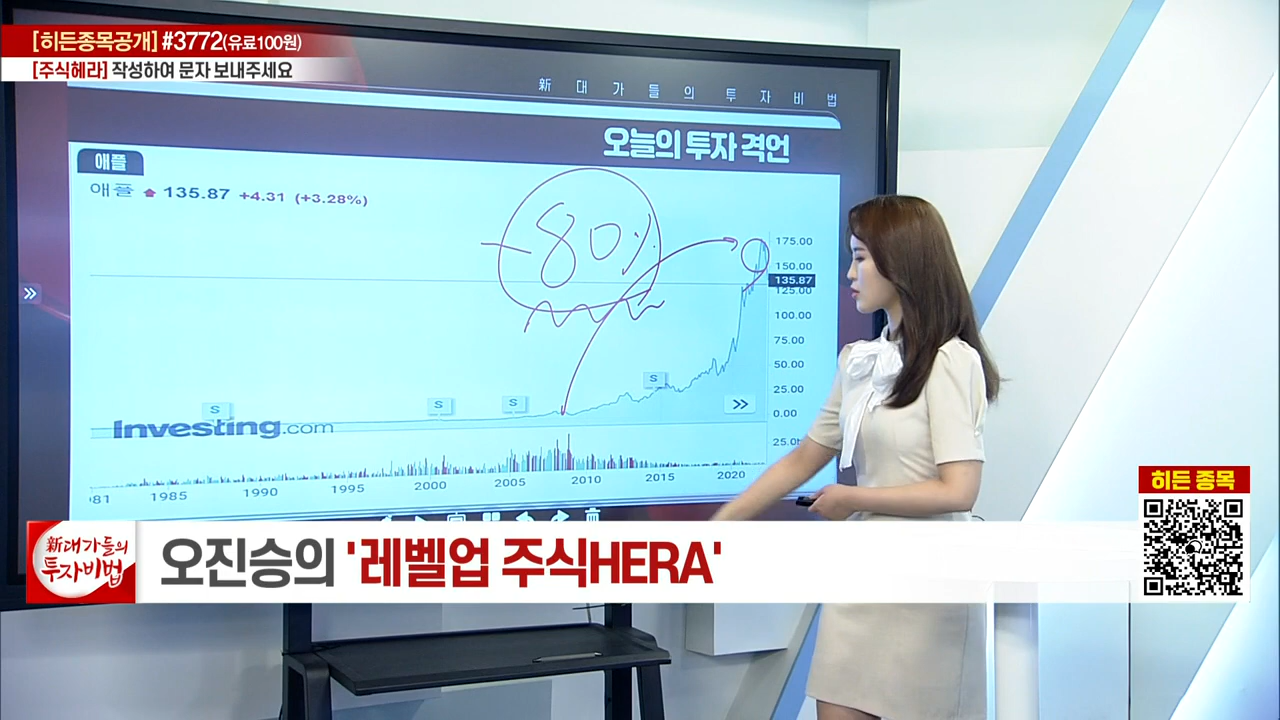 [히든종목공개] #3772(유료100원)
[주식헤라] 작성하여 문자 보내주세요
新 대 가 들 의 투 자 비 법
오늘의 투자 격언
애플
애플 135.87 +4.31 (+3.28%)
-80%
175.00
150.00
135.87
125.00
100.00
75.00
50.00
25.00
0.00
S
S
S
S
Investing.com
1985
1990
1995
2000
2005
2010
2015
2020
新대가들의
투자비법
오진승의 '레벨업 주식HERA'
히든 종목